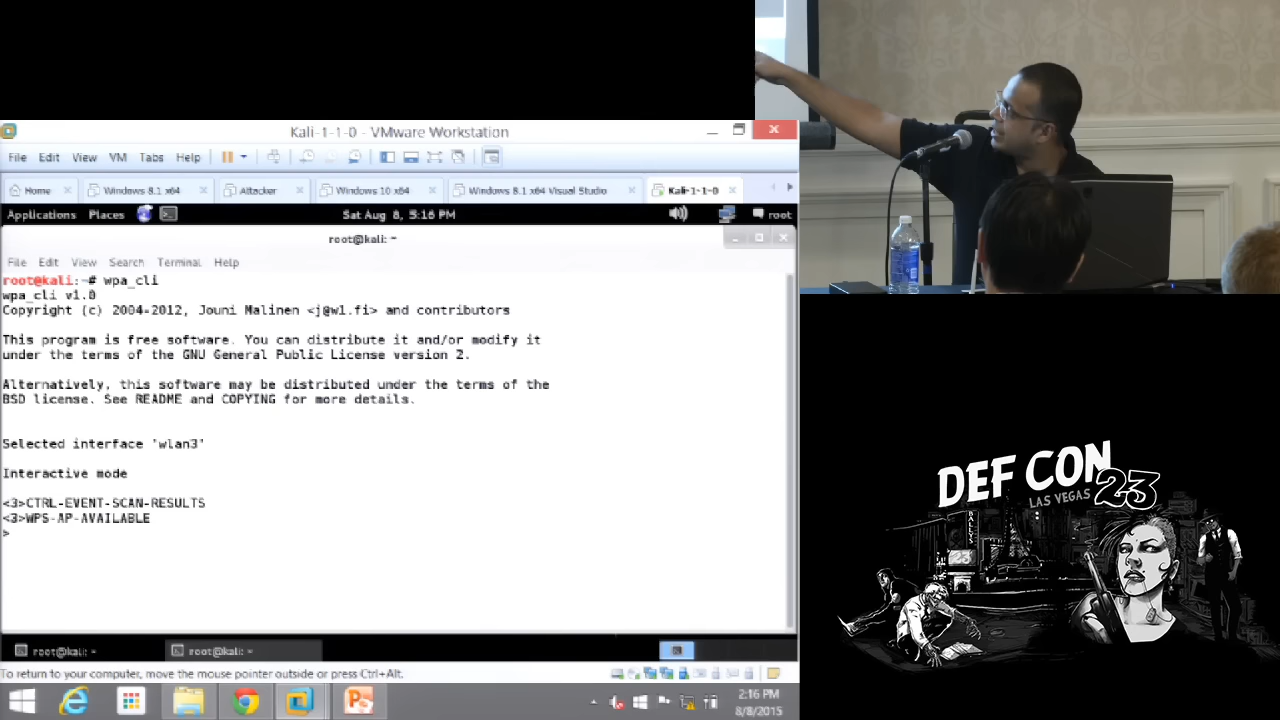 Kali-1-1-0 - VMware Workstation
File Edit View VM Tabs Help
Home Windows 8.1 x64 Attacker Windows 10 x64 Windows 8.1 x64 Visual Studio Kali-1-1-0
Applications Places Sat Aug 8, 5:16 PM root
root@kali: ~
File Edit View Search Terminal Help
root@kali:~# wpa_cli
wpa_cli v1.0
Copyright (c) 2004-2012, Jouni Malinen <j@w1.fi> and contributors
This program is free software. You can distribute it and/or modify it
under the terms of the GNU General Public License version 2.
Alternatively, this software may be distributed under the terms of the
BSD license. See README and COPYING for more details.
Selected interface 'wlan3'
Interactive mode
<3>CTRL-EVENT-SCAN-RESULTS
<3>WPS-AP-AVAILABLE
>
root@kali: ~ root@kali: ~
To return to your computer, move the mouse pointer outside or press Ctrl+Alt.
2:16 PM
8/8/2015
DEF CON
LAS VEGAS 23
BALLYS
23